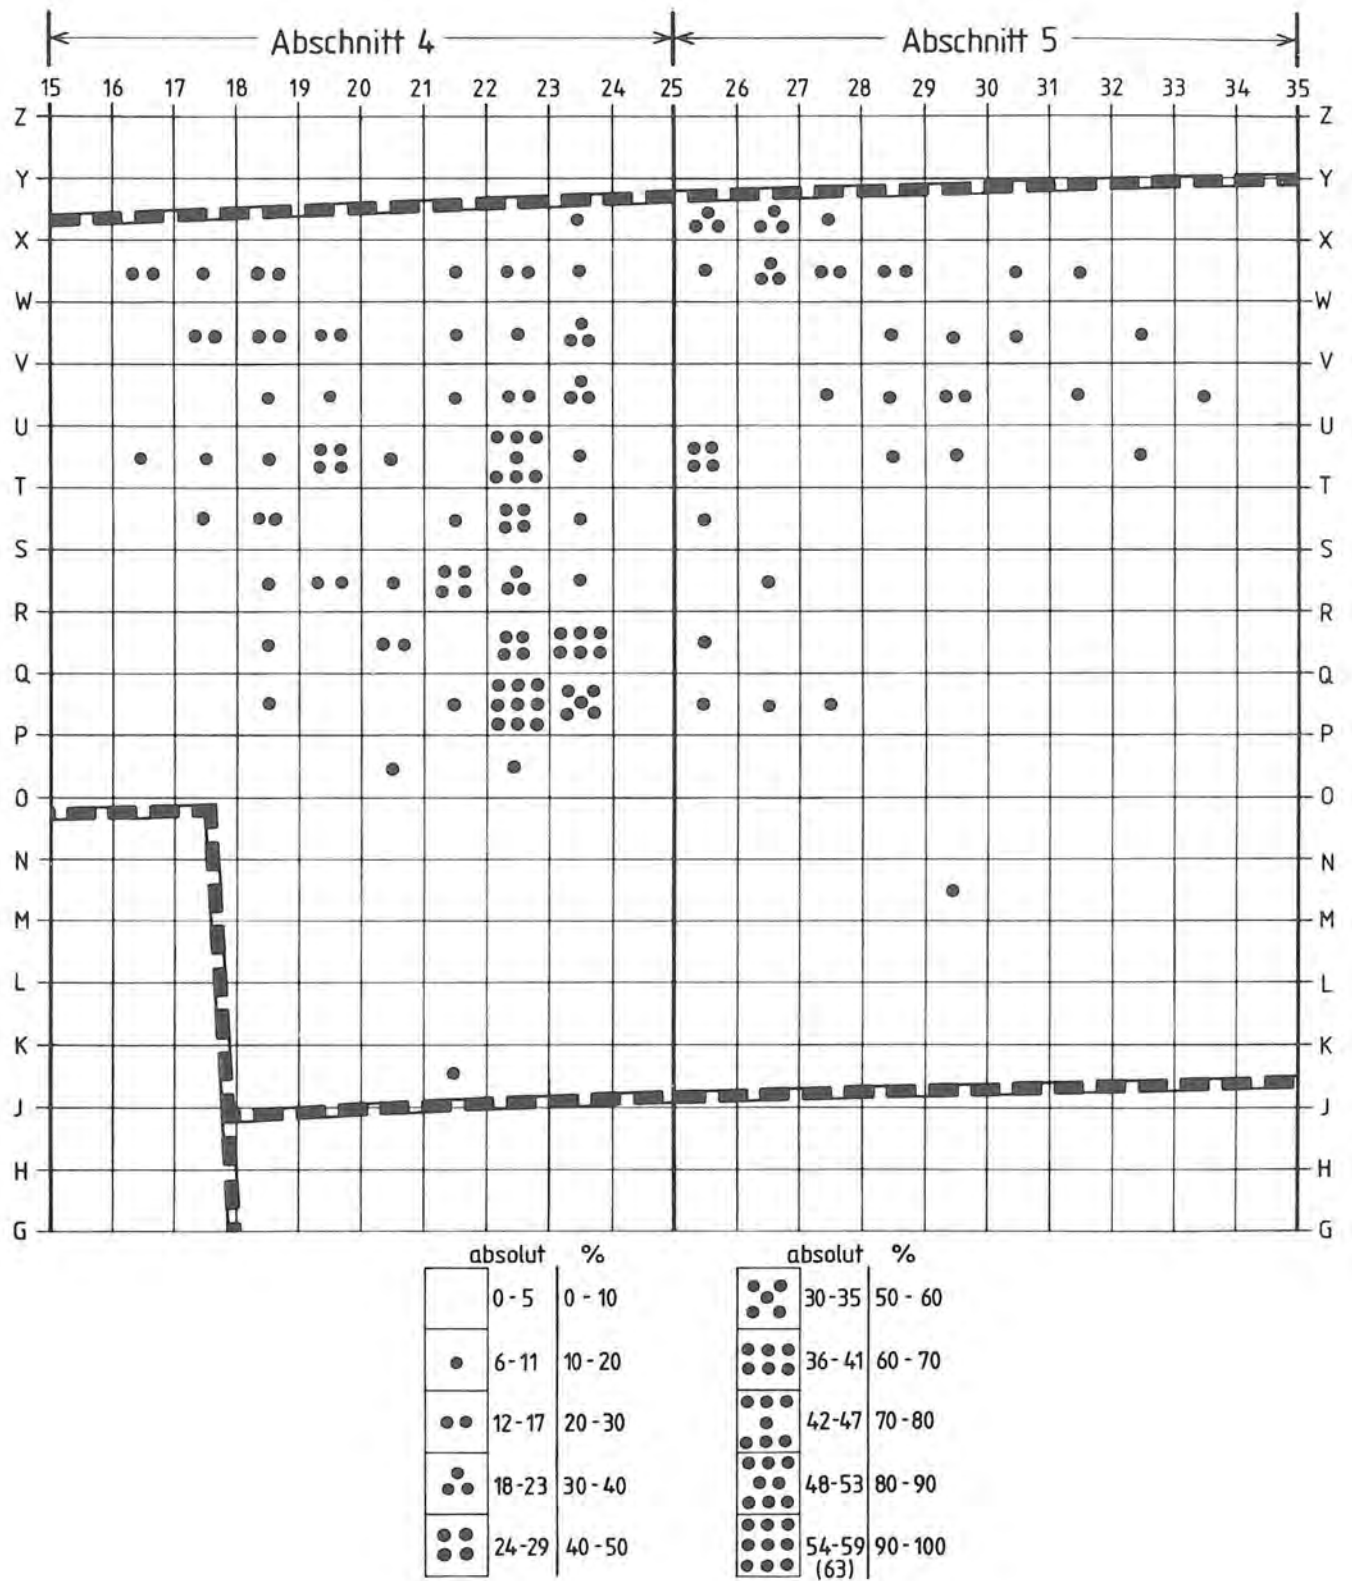 Abschnitt 4 Abschnitt 5
15 16 17 18 19 20 21 22 23 24 25 26 27 28 29 30 31 32 33 34 35
Z Z
Y Y
X X
W W
V V
U U
T T
S S
R R
Q Q
P P
O O
N N
M M
L L
K K
J J
H H
G G
absolut % absolut %
0-5 0-10 30-35 50-60
6-11 10-20 36-41 60-70
12-17 20-30 42-47 70-80
18-23 30-40 48-53 80-90
24-29 40-50 54-59 90-100
(63)